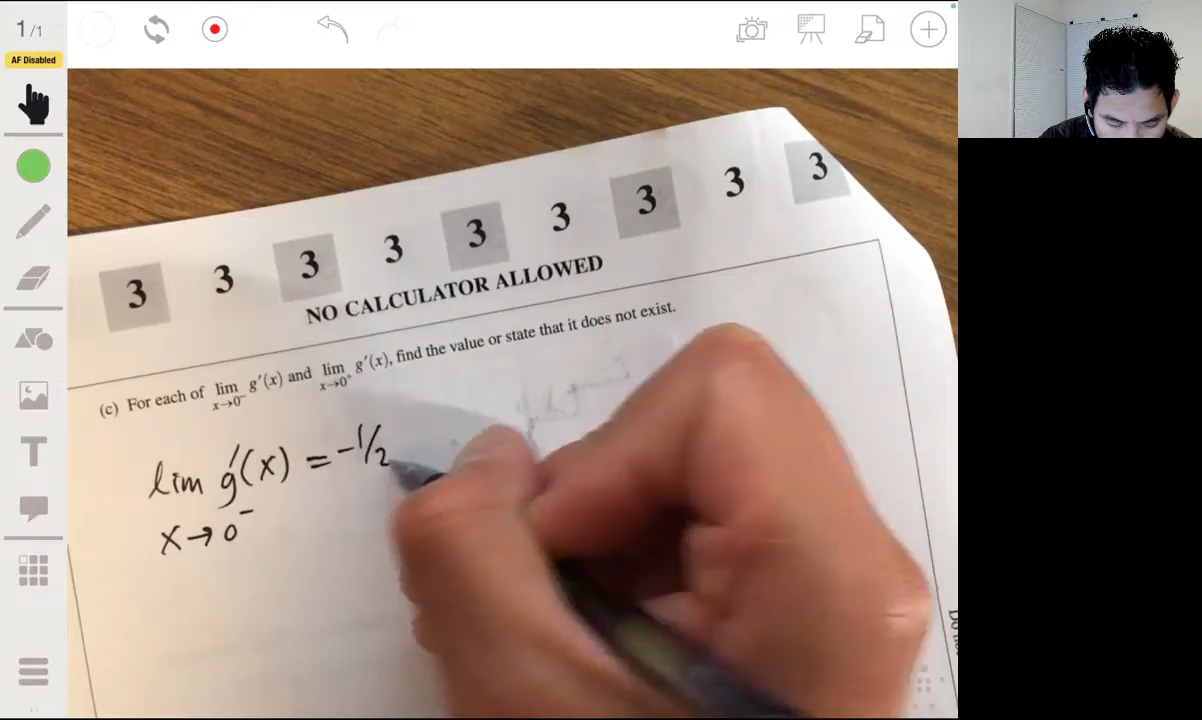 1/1
AF Disabled
3 3 3 3 3 3 3 3 3
NO CALCULATOR ALLOWED
(c) For each of lim x→0⁻ g′(x) and lim x→0⁺ g′(x), find the value or state that it does not exist.
lim g′(x) = -1/2
x→0⁻
T
Do no